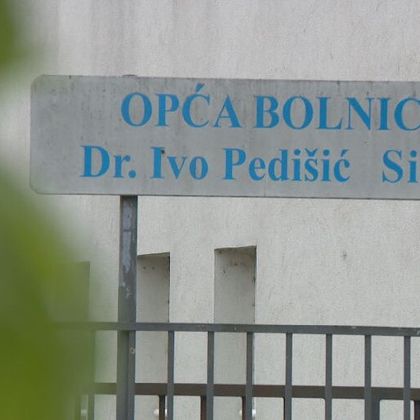 OPĆA BOLNIC
Dr. Ivo Pedišić Si